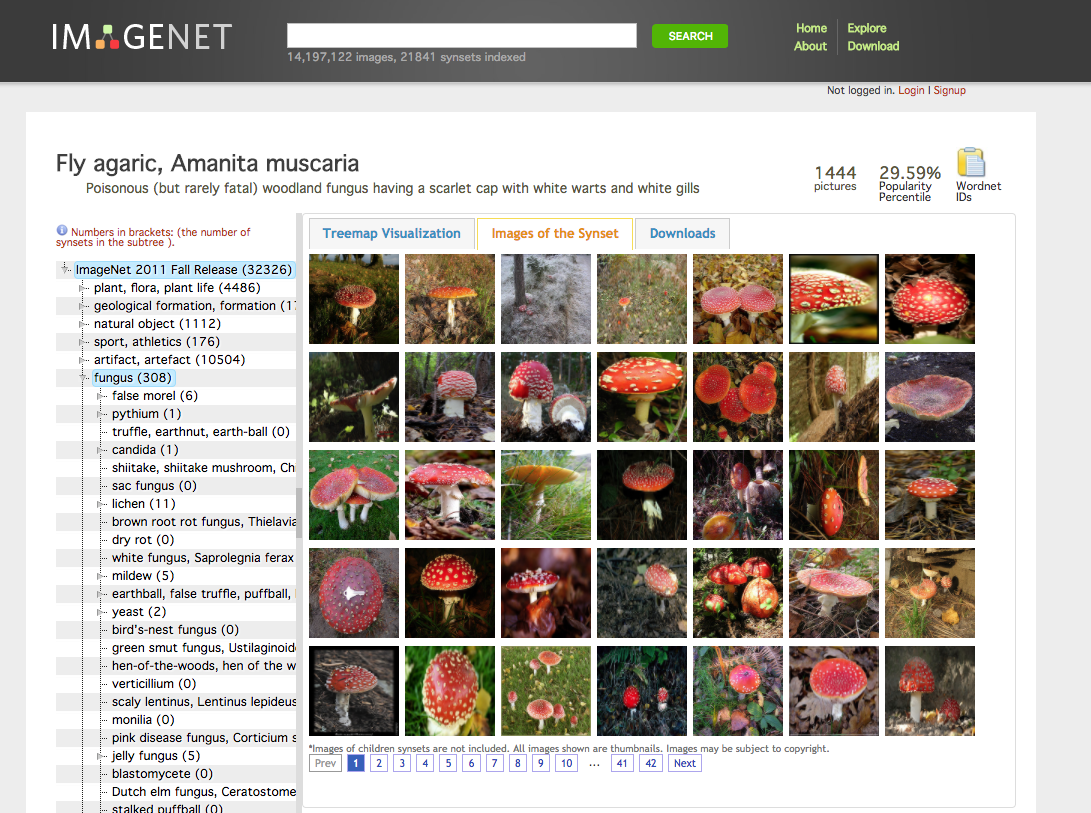 IMAGENET
SEARCH
14,197,122 images, 21841 synsets indexed
Home Explore
About Download
Not logged in. Login I Signup
Fly agaric, Amanita muscaria
Poisonous (but rarely fatal) woodland fungus having a scarlet cap with white warts and white gills
1444 pictures
29.59% Popularity Percentile
Wordnet IDs
Numbers in brackets: (the number of
synsets in the subtree ).
ImageNet 2011 Fall Release (32326)
plant, flora, plant life (4486)
geological formation, formation (17
natural object (1112)
sport, athletics (176)
artifact, artefact (10504)
fungus (308)
false morel (6)
pythium (1)
truffle, earthnut, earth-ball (0)
candida (1)
shiitake, shiitake mushroom, Ch
sac fungus (0)
lichen (11)
brown root rot fungus, Thielavia
dry rot (0)
white fungus, Saprolegnia ferax
mildew (5)
earthball, false truffle, puffball,
yeast (2)
bird's-nest fungus (0)
green smut fungus, Ustilaginoid
hen-of-the-woods, hen of the w
verticillium (0)
scaly lentinus, Lentinus lepideus
monilia (0)
pink disease fungus, Corticium s
jelly fungus (5)
blastomycete (0)
Dutch elm fungus, Ceratostome
stalked puffball (0)
Treemap Visualization
Images of the Synset
Downloads
*Images of children synsets are not included. All images shown are thumbnails. Images may be subject to copyright.
Prev 1 2 3 4 5 6 7 8 9 10 ... 41 42 Next